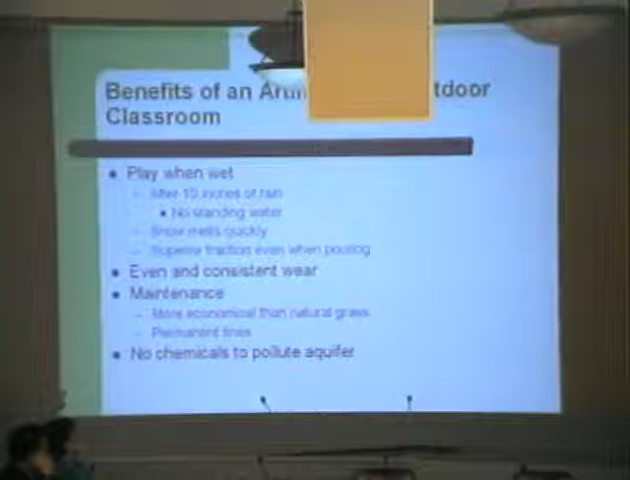 Benefits of an Arti tdoor
Classroom
Play when wet
After 10 inches of rain
No standing water
Snow melts quickly
Superior traction even when pouring
Even and consistent wear
Maintenance
More economical than natural grass
Permanent lines
No chemicals to pollute aquifer